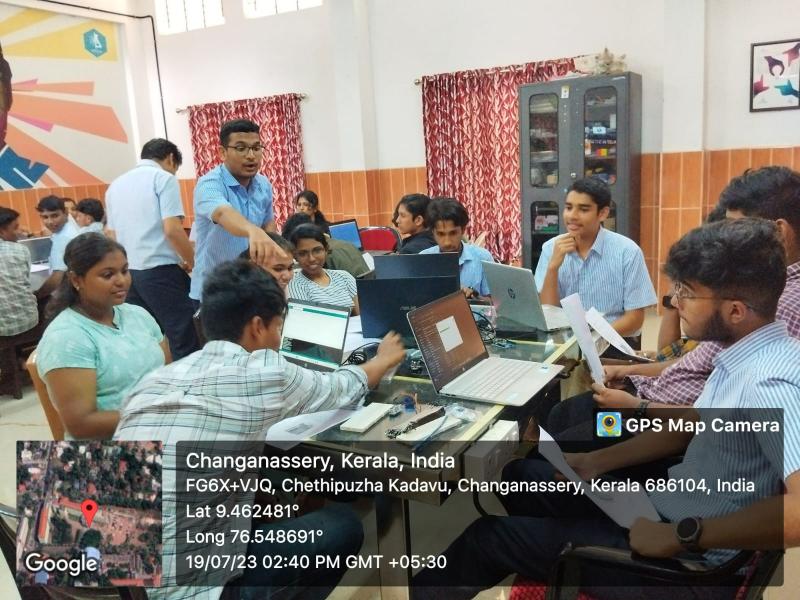 GPS Map Camera
Changanassery, Kerala, India
FG6X+VJQ, Chethipuzha Kadavu, Changanassery, Kerala 686104, India
Lat 9.462481°
Long 76.548691°
19/07/23 02:40 PM GMT +05:30
Google
hp